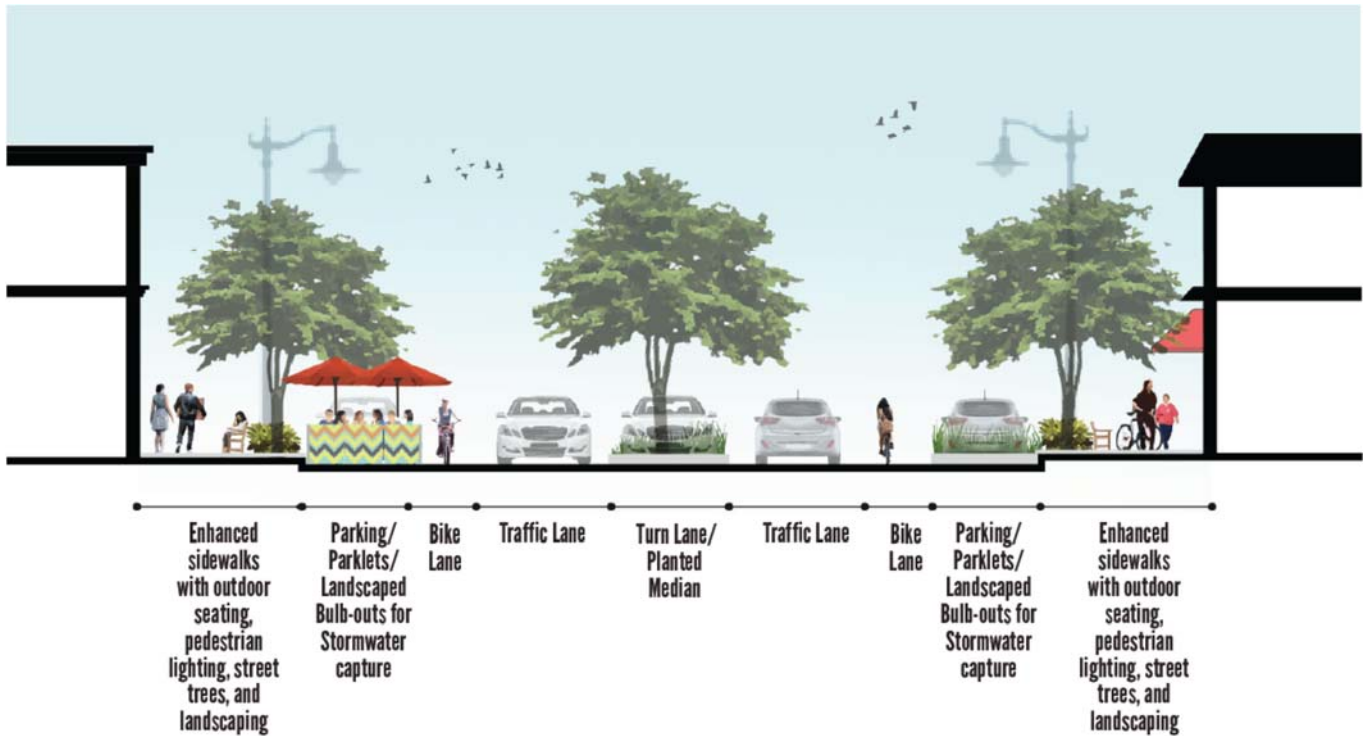 Enhanced
sidewalks
with outdoor
seating,
pedestrian
lighting, street
trees, and
landscaping
Parking/
Parklets/
Landscaped
Bulb-outs for
Stormwater
capture
Bike
Lane
Traffic Lane
Turn Lane/
Planted
Median
Traffic Lane
Bike
Lane
Parking/
Parklets/
Landscaped
Bulb-outs for
Stormwater
capture
Enhanced
sidewalks
with outdoor
seating,
pedestrian
lighting, street
trees, and
landscaping